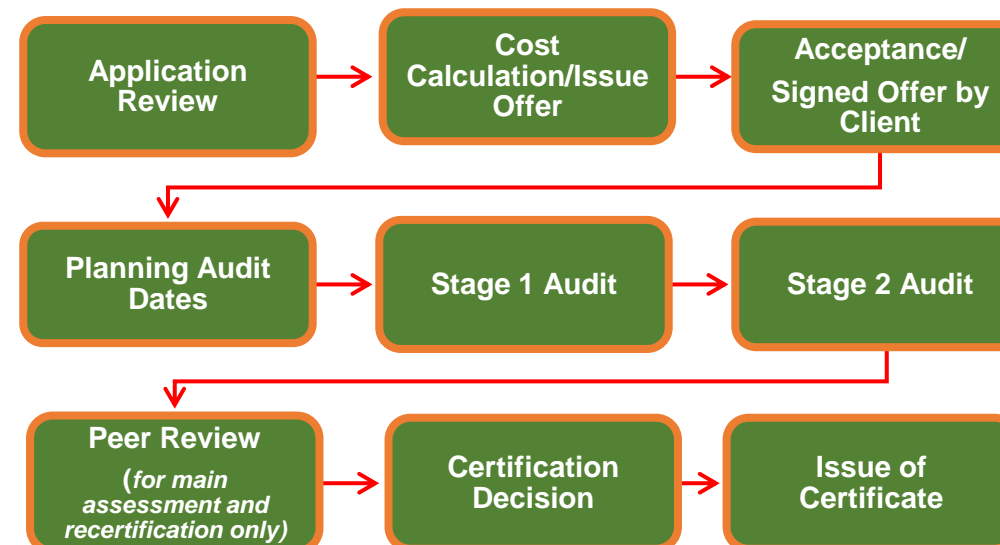 Application
Review
Cost
Calculation/Issue
Offer
Acceptance/
Signed Offer by
Client
Planning Audit
Dates
Stage 1 Audit
Stage 2 Audit
Peer Review
(for main
assessment and
recertification only)
Certification
Decision
Issue of
Certificate